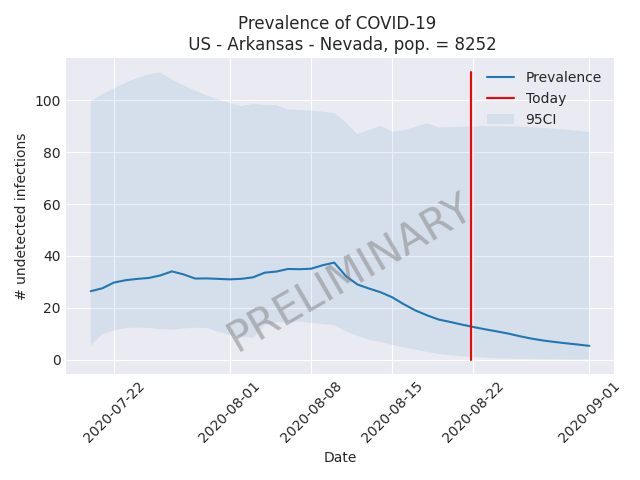 Prevalence of COVID-19
US - Arkansas - Nevada, pop. = 8252
Prevalence
Today
95CI
PRELIMINARY
# undetected infections
100
80
60
40
20
0
2020-07-22
2020-08-01
2020-08-08
2020-08-15
2020-08-22
2020-09-01
Date